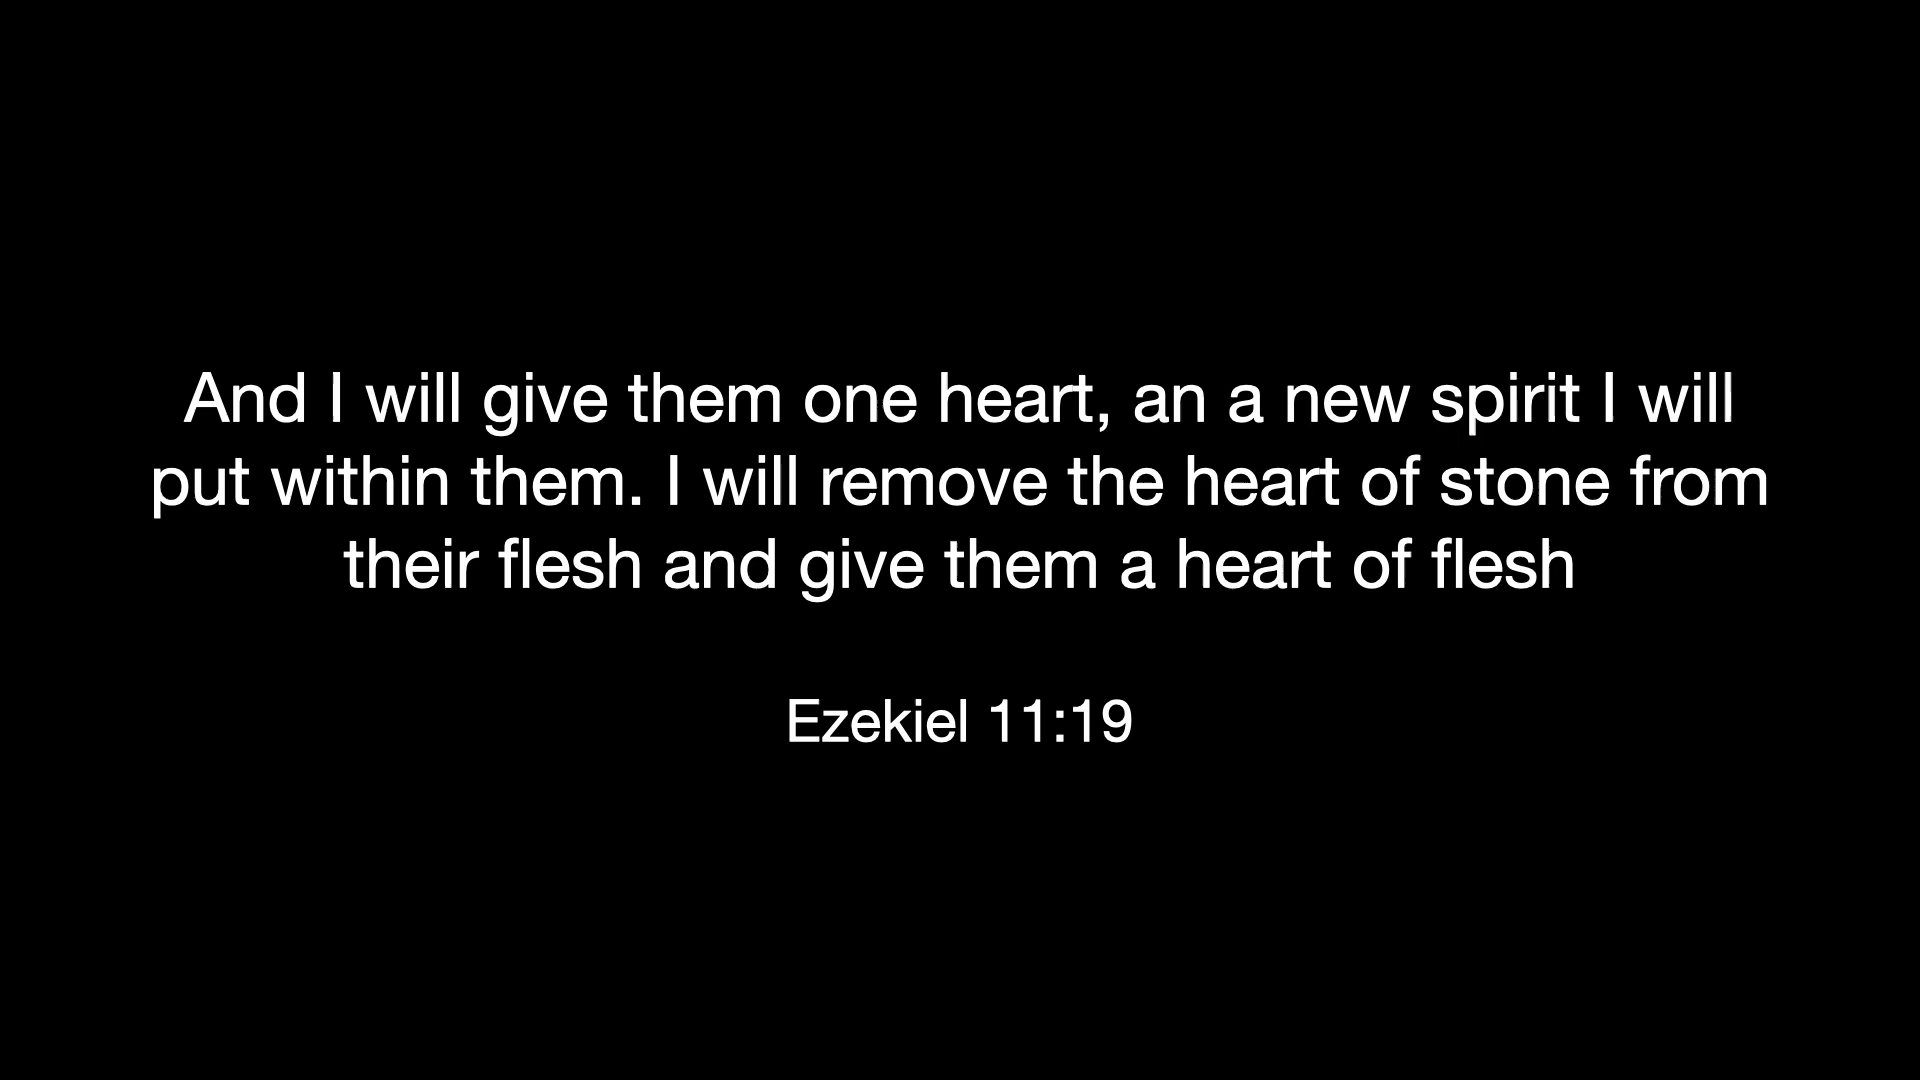 And I will give them one heart, an a new spirit I will
put within them. I will remove the heart of stone from
their flesh and give them a heart of flesh
Ezekiel 11:19